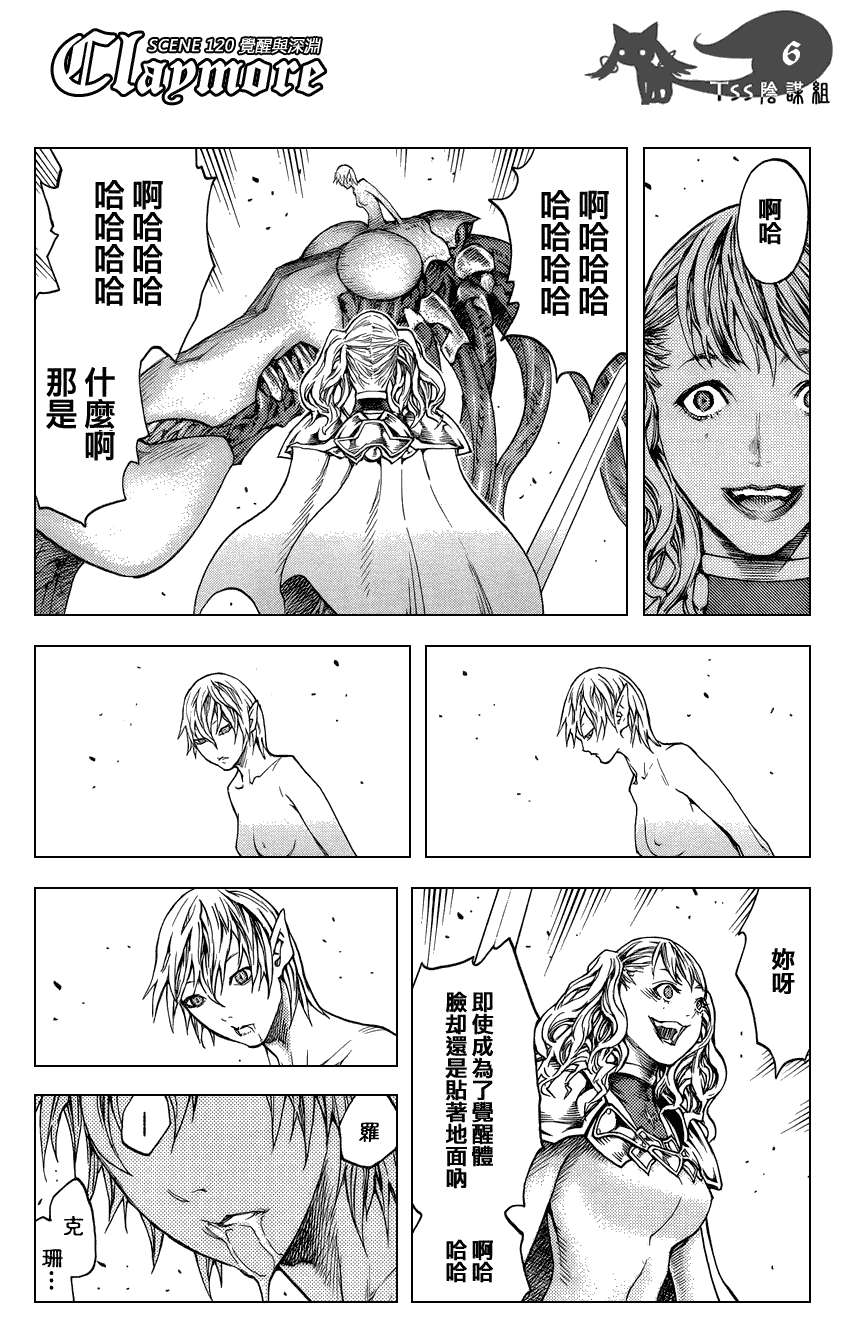 SCENE 120 覺醒與深淵
Claymore
6
Tss陰謀組
啊哈
啊哈哈哈
哈哈哈哈
啊哈哈哈
哈哈哈哈
什麼啊
那是
妳呀
即使成為了覺醒體
臉却還是貼著地面吶
啊哈
哈哈
羅
ー
克
珊…